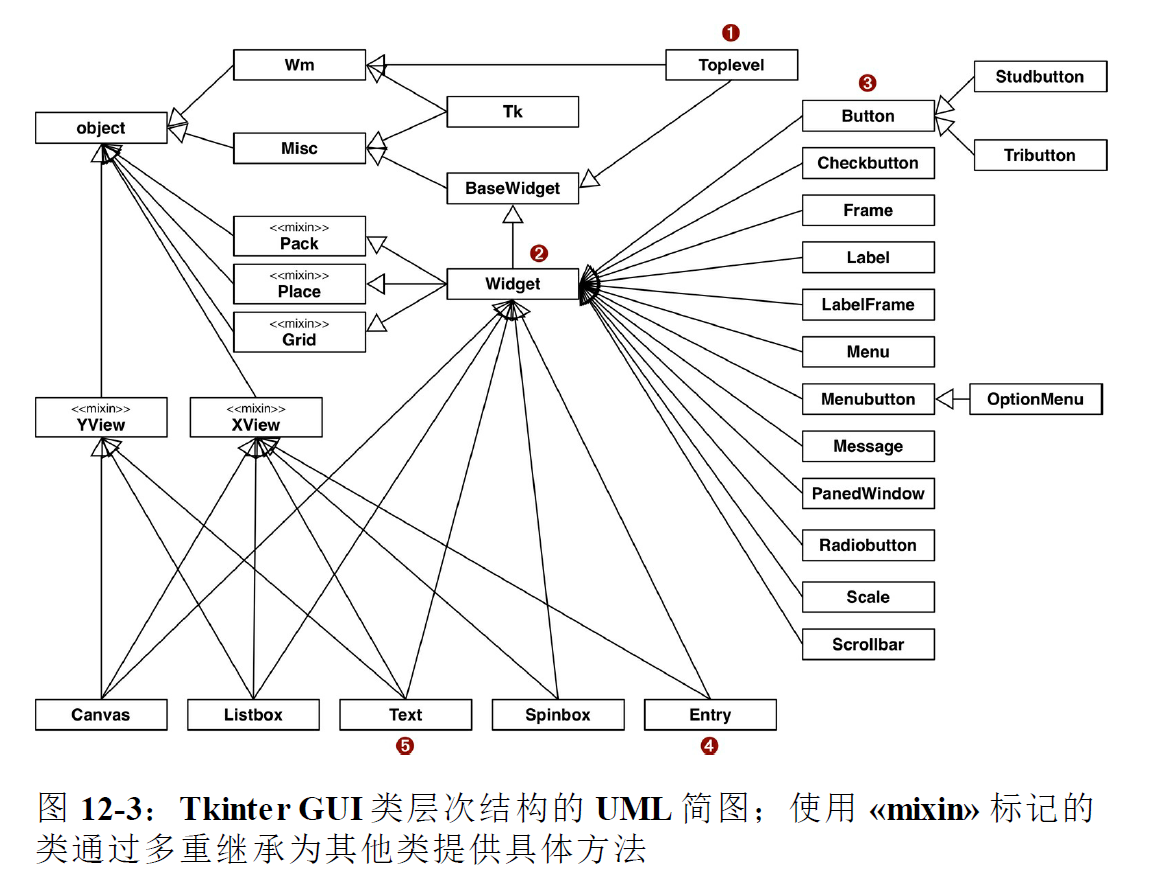 ❶
Wm
Toplevel
❸
Studbutton
object
Tk
Button
Misc
Checkbutton
Tributton
BaseWidget
Frame
<<mixin>>
Pack
❷
Label
<<mixin>>
Place
Widget
LabelFrame
<<mixin>>
Grid
Menu
<<mixin>>
YView
<<mixin>>
XView
Menubutton
OptionMenu
Message
PanedWindow
Radiobutton
Scale
Scrollbar
Canvas
Listbox
Text
Spinbox
Entry
❺
❹
图 12-3：Tkinter GUI 类层次结构的 UML 简图；使用 «mixin» 标记的
类通过多重继承为其他类提供具体方法